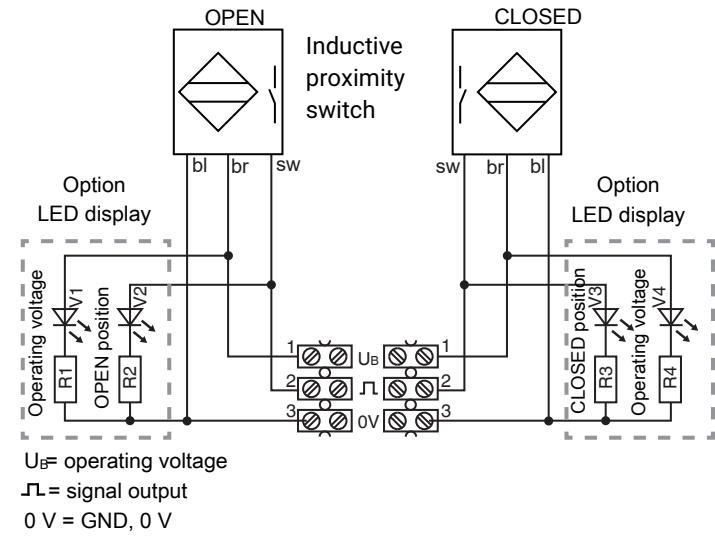 OPEN
CLOSED
Inductive
proximity
switch
bl
br
sw
sw
br
bl
Option
LED display
Option
LED display
Operating voltage
V1
R1
OPEN position
V2
R2
CLOSED position
V3
R3
Operating voltage
V4
R4
1
UB
1
2
2
3
0V
3
UB= operating voltage
= signal output
0 V = GND, 0 V